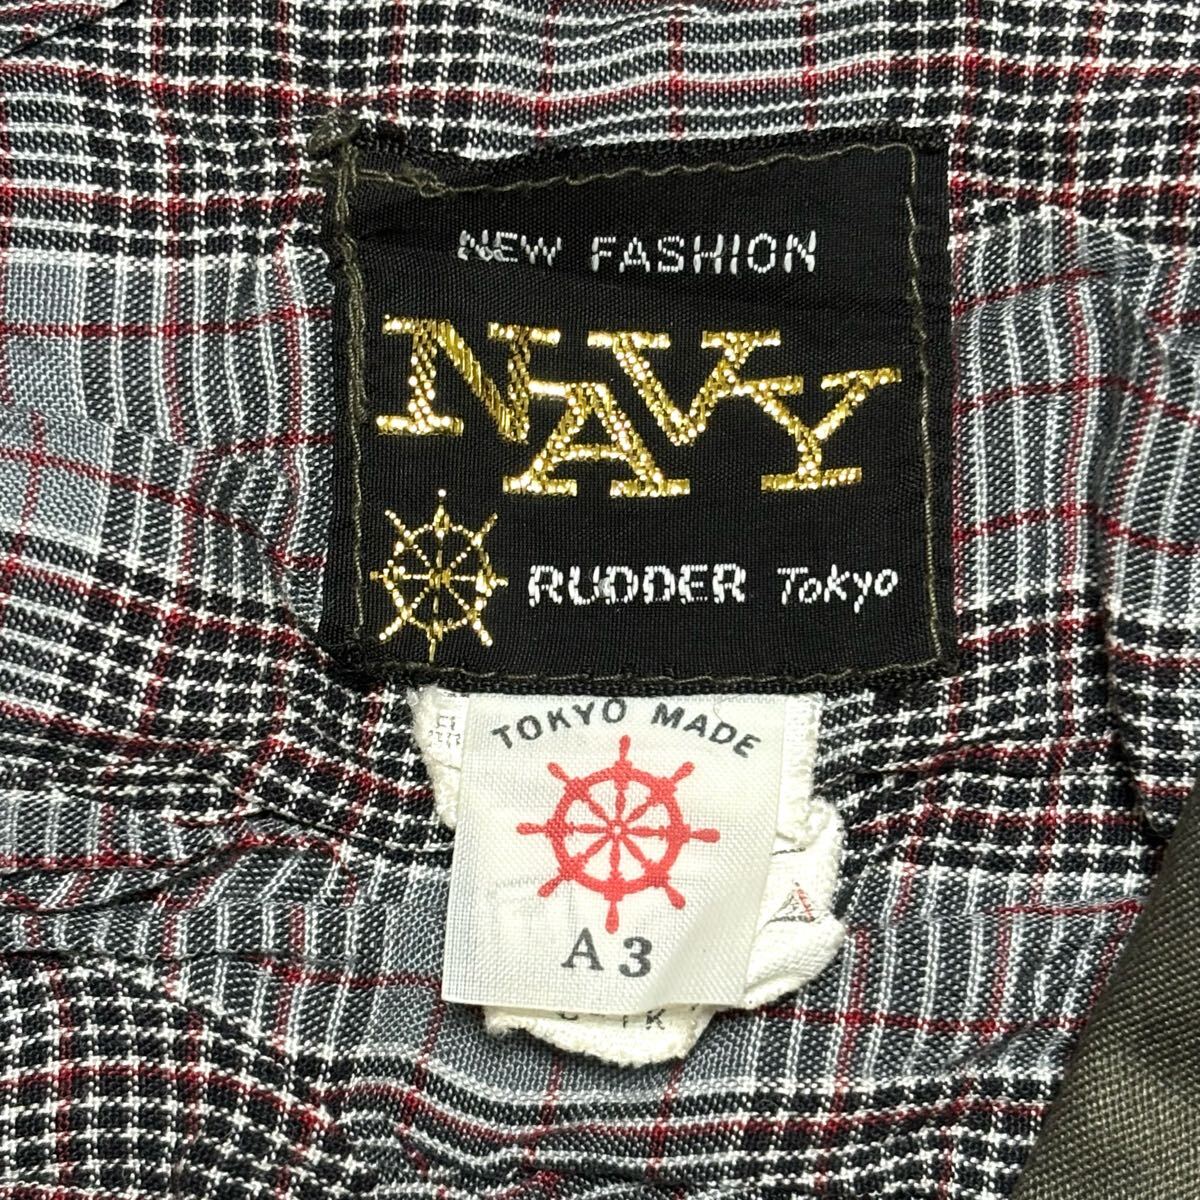 NEW FASHION
NAVY
RUDDER Tokyo
TOKYO MADE
A3